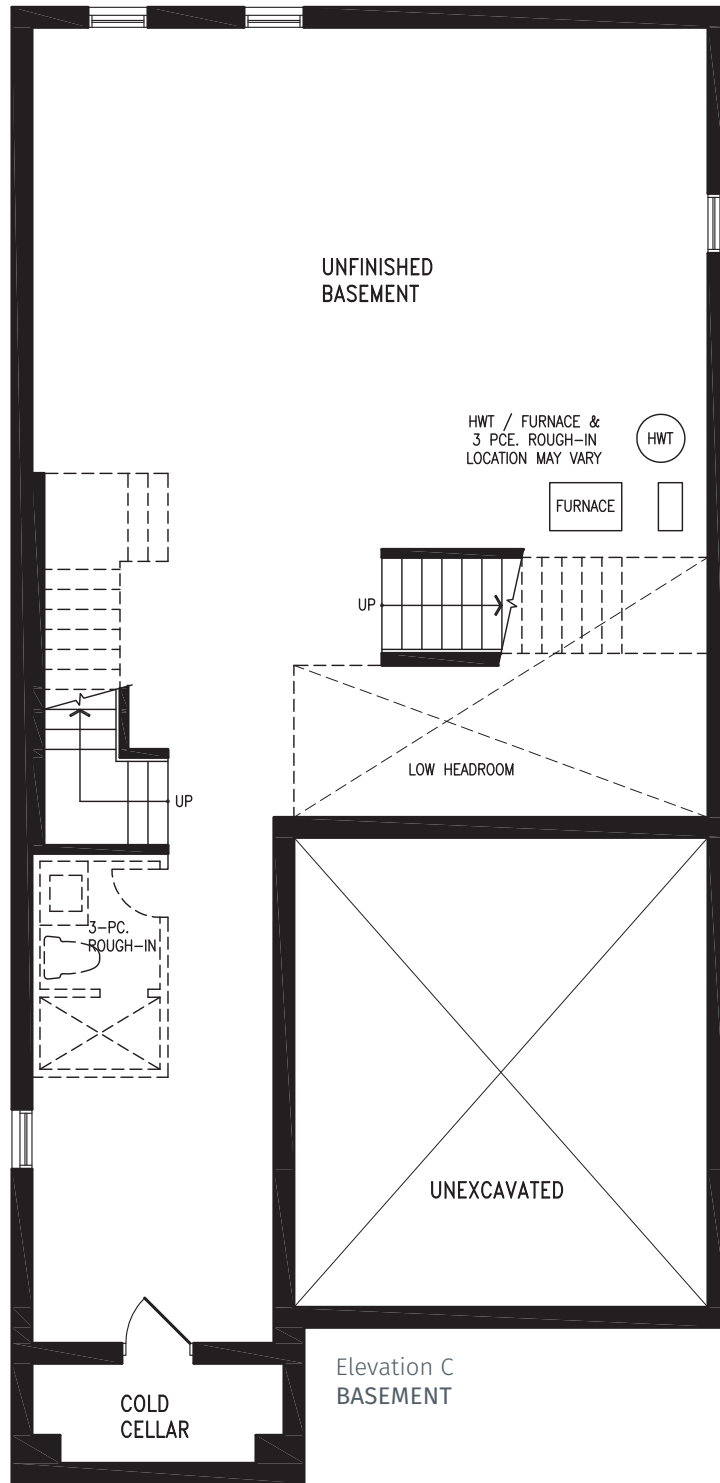 UNFINISHED
BASEMENT
HWT / FURNACE &
3 PCE. ROUGH-IN
LOCATION MAY VARY
HWT
FURNACE
UP
LOW HEADROOM
UP
3-PC.
ROUGH-IN
UNEXCAVATED
Elevation C
BASEMENT
COLD
CELLAR